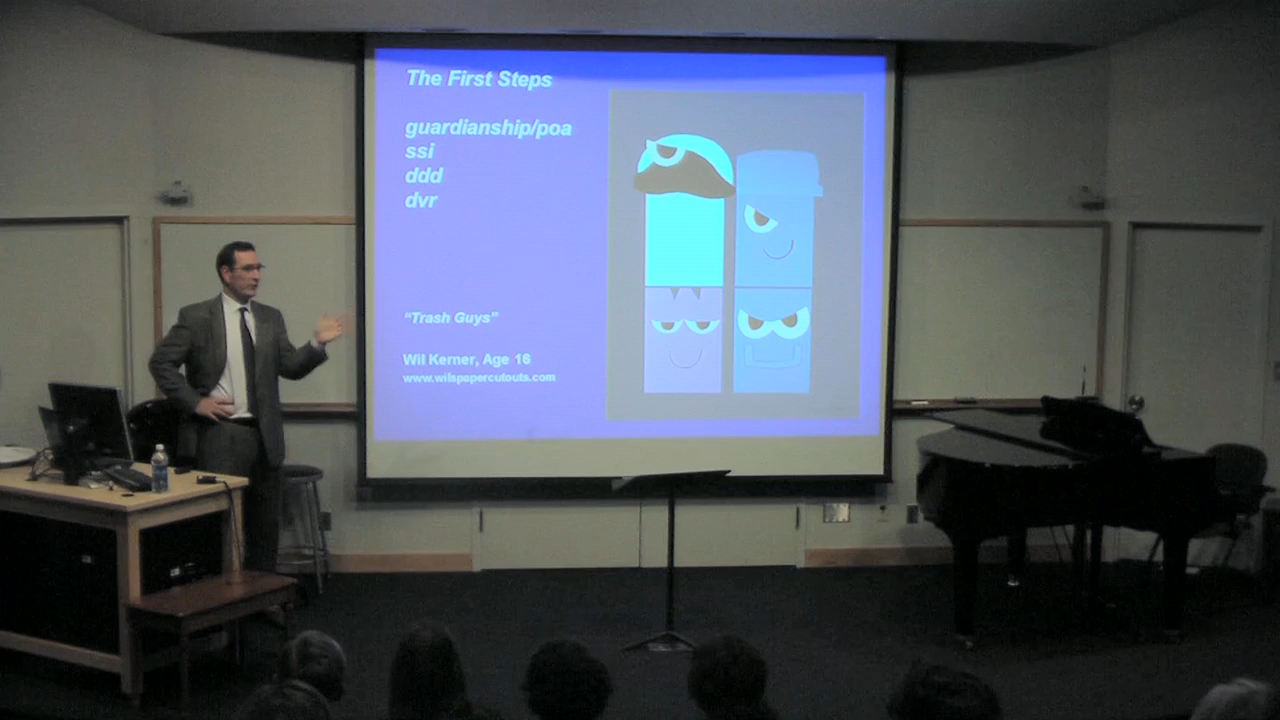 The First Steps
guardianship/poa
ssi
ddd
dvr
“Trash Guys”
Wil Kerner, Age 16
www.wilspapercutouts.com